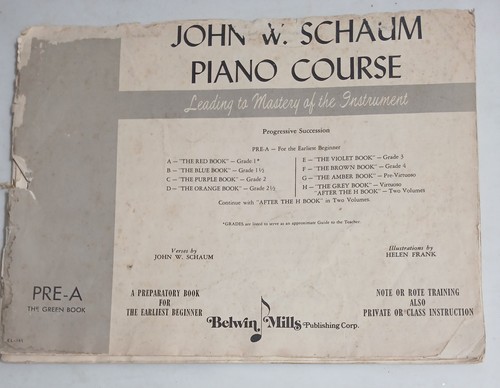 JOHN W. SCHAUM
PIANO COURSE
Leading to Mastery of the Instrument
Progressive Succession
PRE-A — For the Earliest Beginner
A — "THE RED BOOK" — Grade 1*
B — "THE BLUE BOOK" — Grade 1½
C — "THE PURPLE BOOK" — Grade 2
D — "THE ORANGE BOOK" — Grade 2½
E — "THE VIOLET BOOK" — Grade 3
F — "THE BROWN BOOK" — Grade 4
G — "THE AMBER BOOK" — Pre-Virtuoso
H — "THE GREY BOOK" — Virtuoso
"AFTER THE H BOOK" — Two Volumes
Continue with "AFTER THE H BOOK" in Two Volumes.
*GRADES are listed to serve as an approximate Guide to the Teacher.
Verses by
JOHN W. SCHAUM
Illustrations by
HELEN FRANK
PRE-A
THE GREEN BOOK
A PREPARATORY BOOK
FOR
THE EARLIEST BEGINNER
Belwin Mills Publishing Corp.
NOTE OR ROTE TRAINING
ALSO
PRIVATE OR CLASS INSTRUCTION